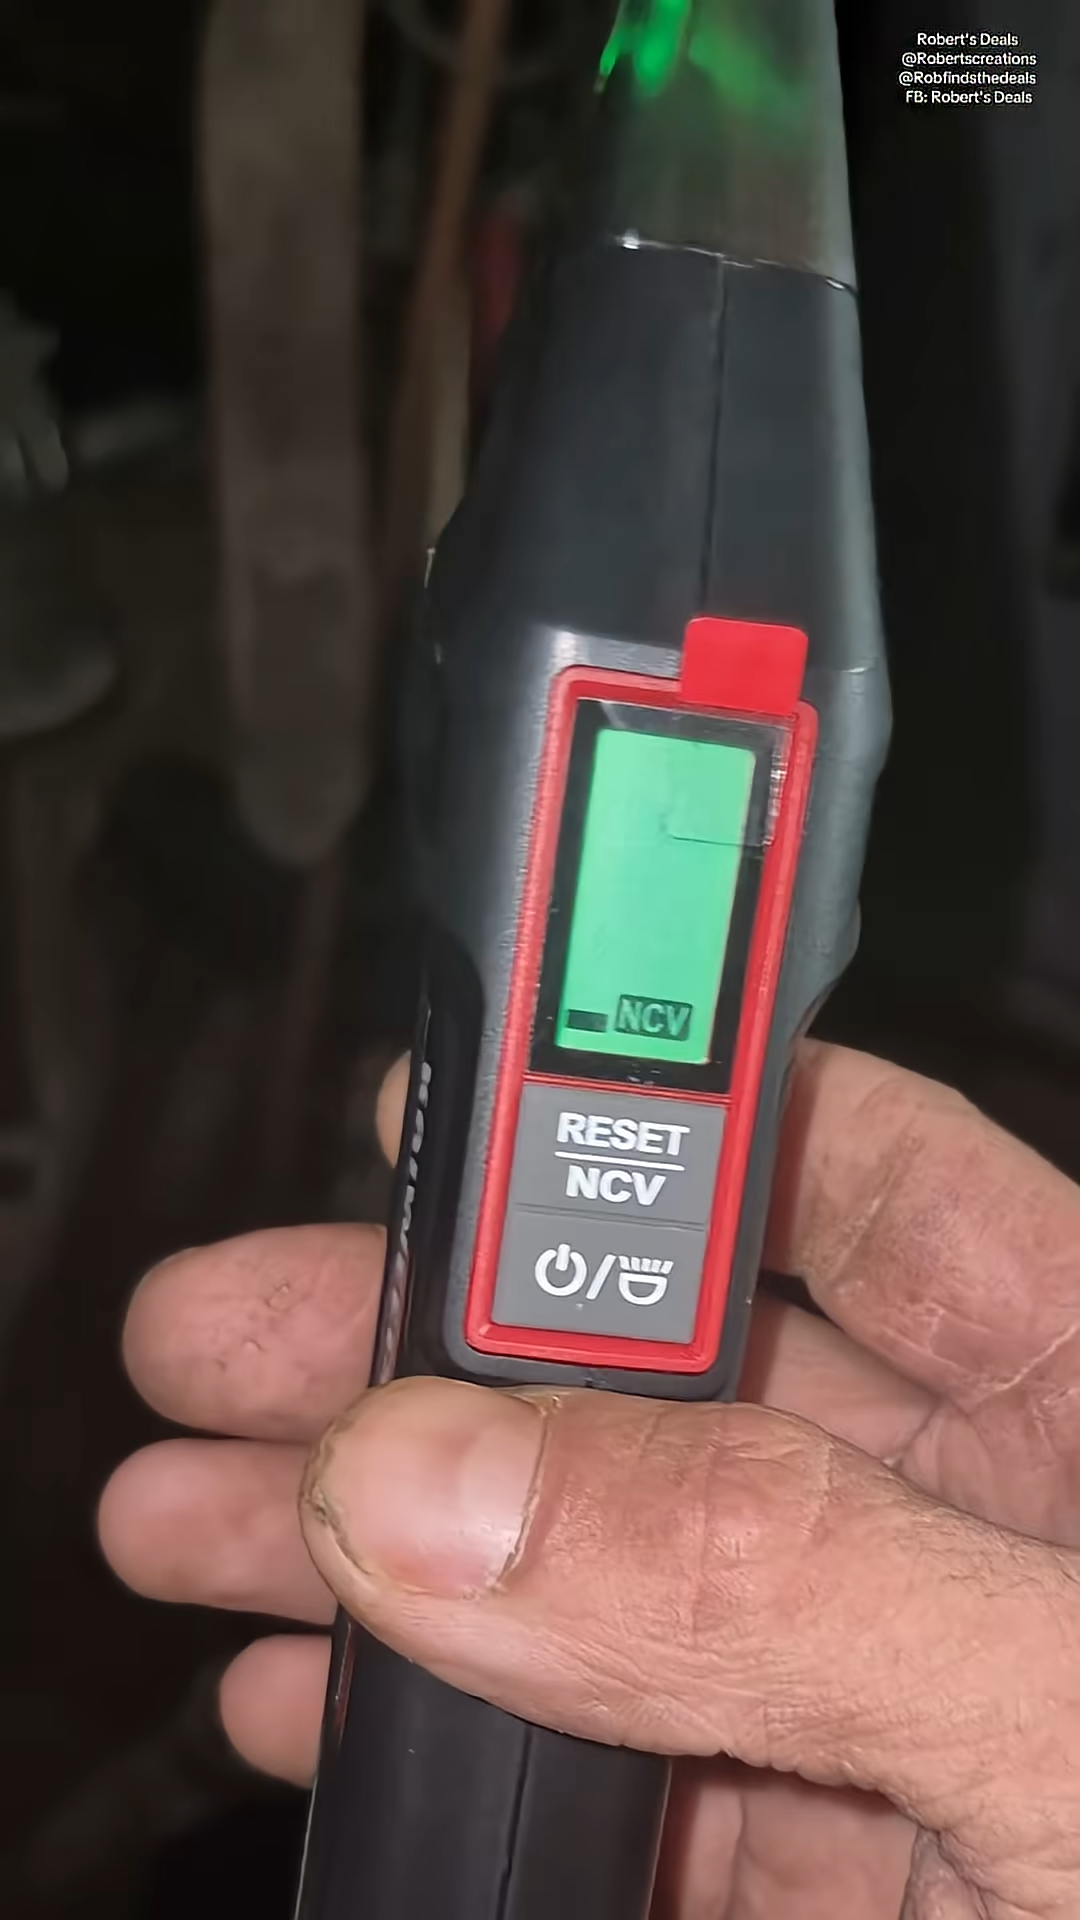 Robert's Deals
@Robertscreations
@Robfindsthedeals
FB: Robert's Deals
NCV
RESET
NCV